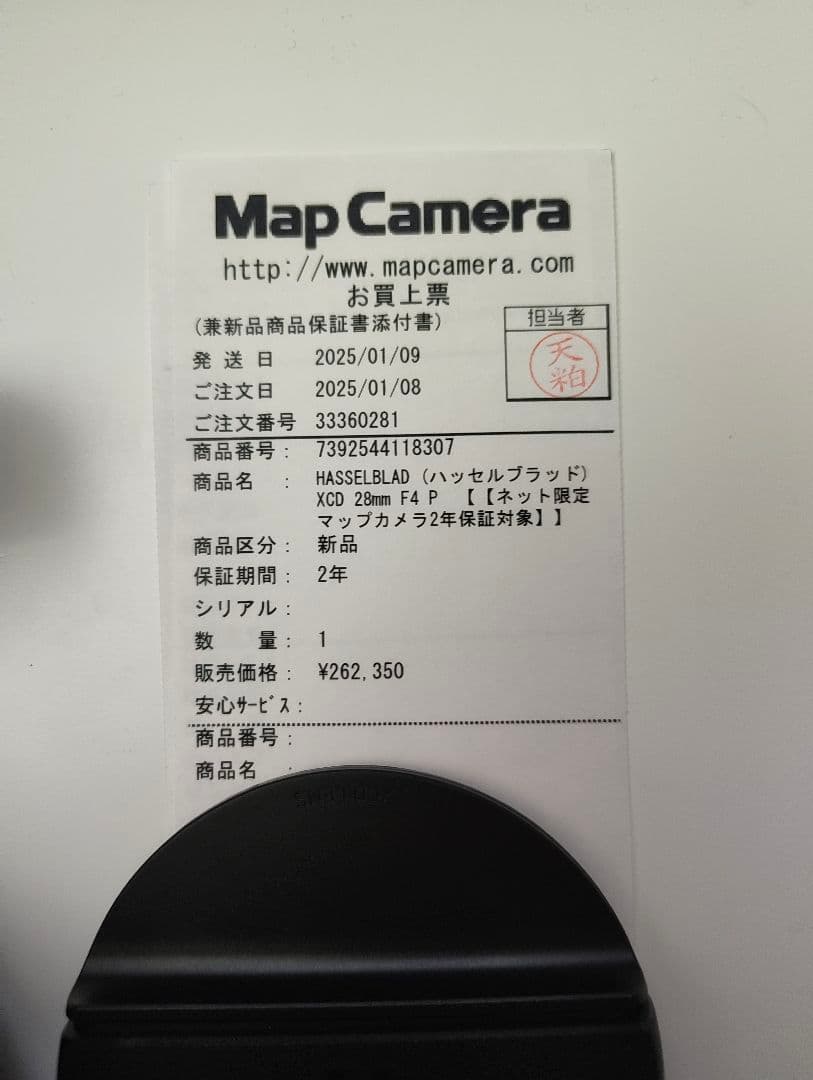 Map Camera
http://www.mapcamera.com
お買上票
(兼新品商品保証書添付書)
担当者
天粕
発送日 2025/01/09
ご注文日 2025/01/08
ご注文番号 33360281
商品番号: 7392544118307
商品名 : HASSELBLAD (ハッセルブラッド)
XCD 28mm F4 P 【【ネット限定
マップカメラ2年保証対象】】
商品区分: 新品
保証期間: 2年
シリアル:
数 量: 1
販売価格: ¥262,350
安心ｻｰﾋﾞｽ:
商品番号:
商品名 :